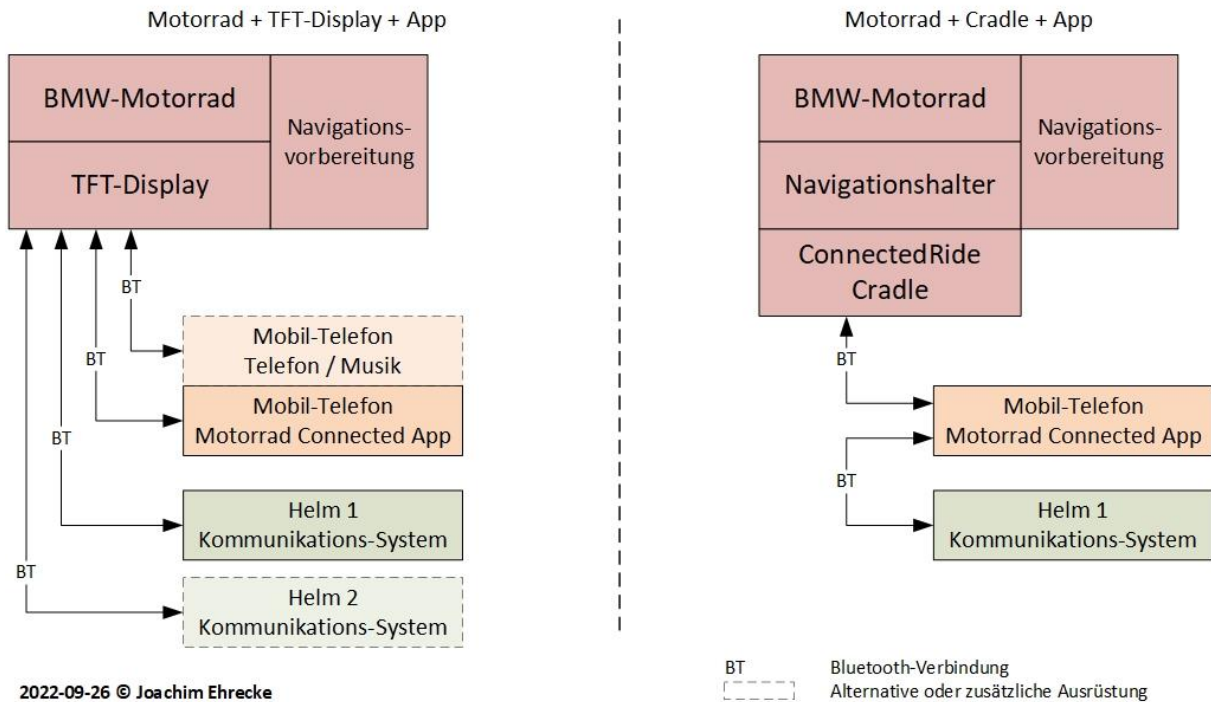 Motorrad + TFT-Display + App
BMW-Motorrad
TFT-Display
Navigations-
vorbereitung
BT
BT
BT
BT
Mobil-Telefon
Telefon / Musik
Mobil-Telefon
Motorrad Connected App
Helm 1
Kommunikations-System
Helm 2
Kommunikations-System
2022-09-26 © Joachim Ehrecke
Motorrad + Cradle + App
BMW-Motorrad
Navigationshalter
Navigations-
vorbereitung
ConnectedRide
Cradle
BT
BT
Mobil-Telefon
Motorrad Connected App
Helm 1
Kommunikations-System
BT Bluetooth-Verbindung
Alternative oder zusätzliche Ausrüstung